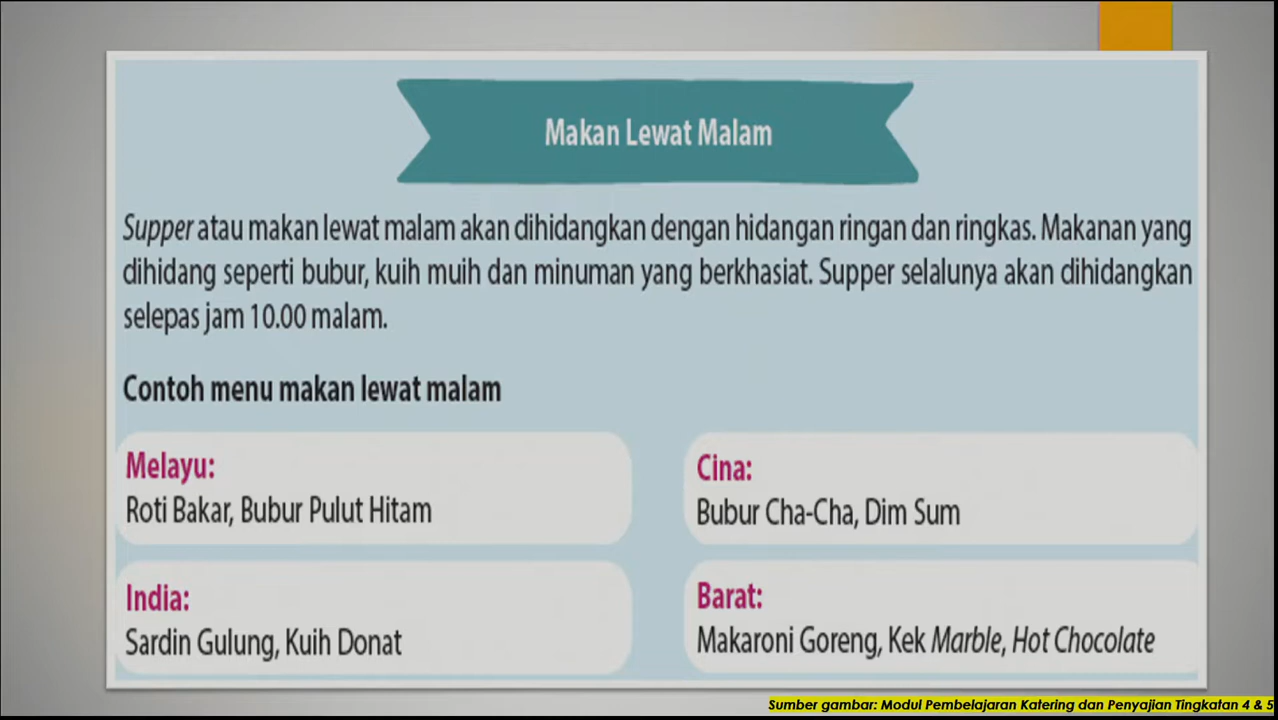 Makan Lewat Malam
Supper atau makan lewat malam akan dihidangkan dengan hidangan ringan dan ringkas. Makanan yang
dihidang seperti bubur, kuih muih dan minuman yang berkhasiat. Supper selalunya akan dihidangkan
selepas jam 10.00 malam.
Contoh menu makan lewat malam
Melayu:
Roti Bakar, Bubur Pulut Hitam
Cina:
Bubur Cha-Cha, Dim Sum
India:
Sardin Gulung, Kuih Donat
Barat:
Makaroni Goreng, Kek Marble, Hot Chocolate
Sumber gambar: Modul Pembelajaran Katering dan Penyajian Tingkatan 4 & 5